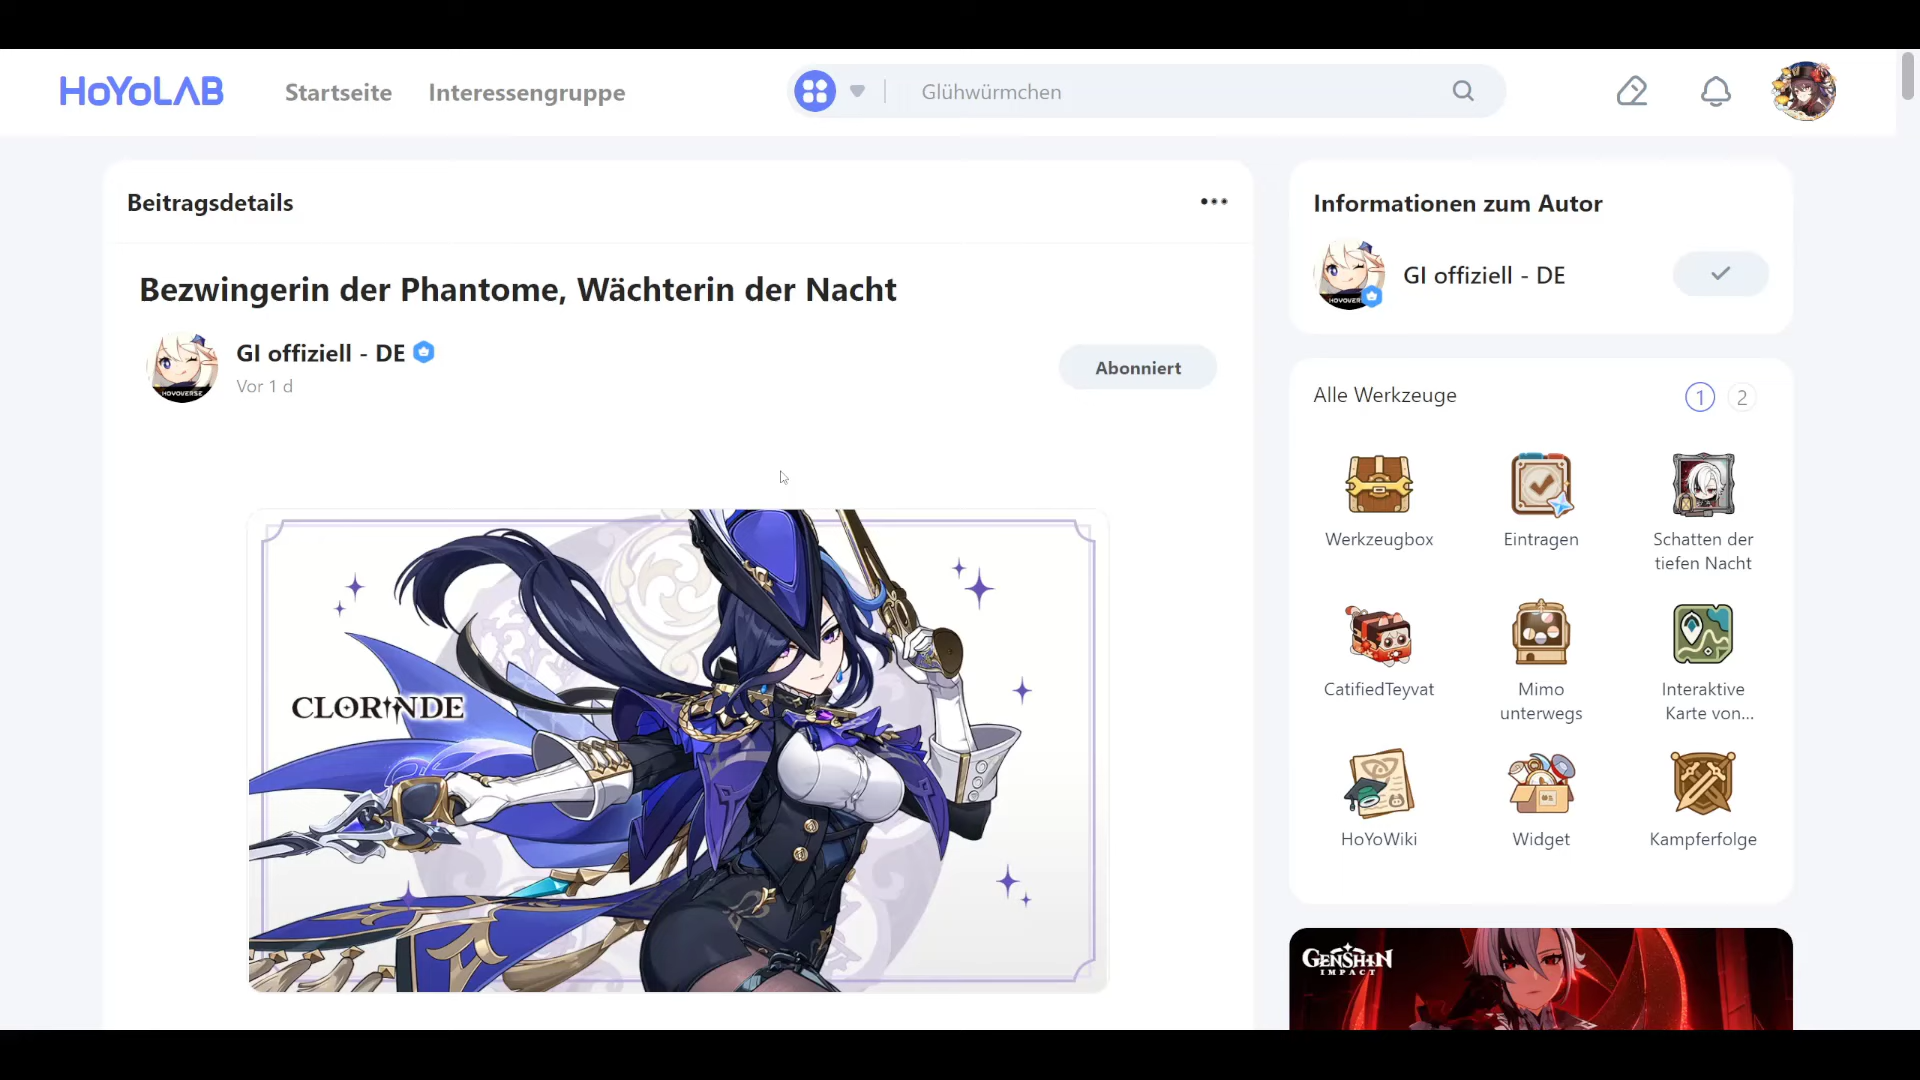 HoYoLAB
Startseite
Interessengruppe
Glühwürmchen
Beitragsdetails
Bezwingerin der Phantome, Wächterin der Nacht
GI offiziell - DE
Vor 1 d
Abonniert
HOYOVERSE
CLORINDE
Informationen zum Autor
GI offiziell - DE
Alle Werkzeuge
1
2
Werkzeugbox
Eintragen
Schatten der
tiefen Nacht
CatifiedTeyvat
Mimo
unterwegs
Interaktive
Karte von...
HoYoWiki
Widget
Kampferfolge
GENSHIN
IMPACT